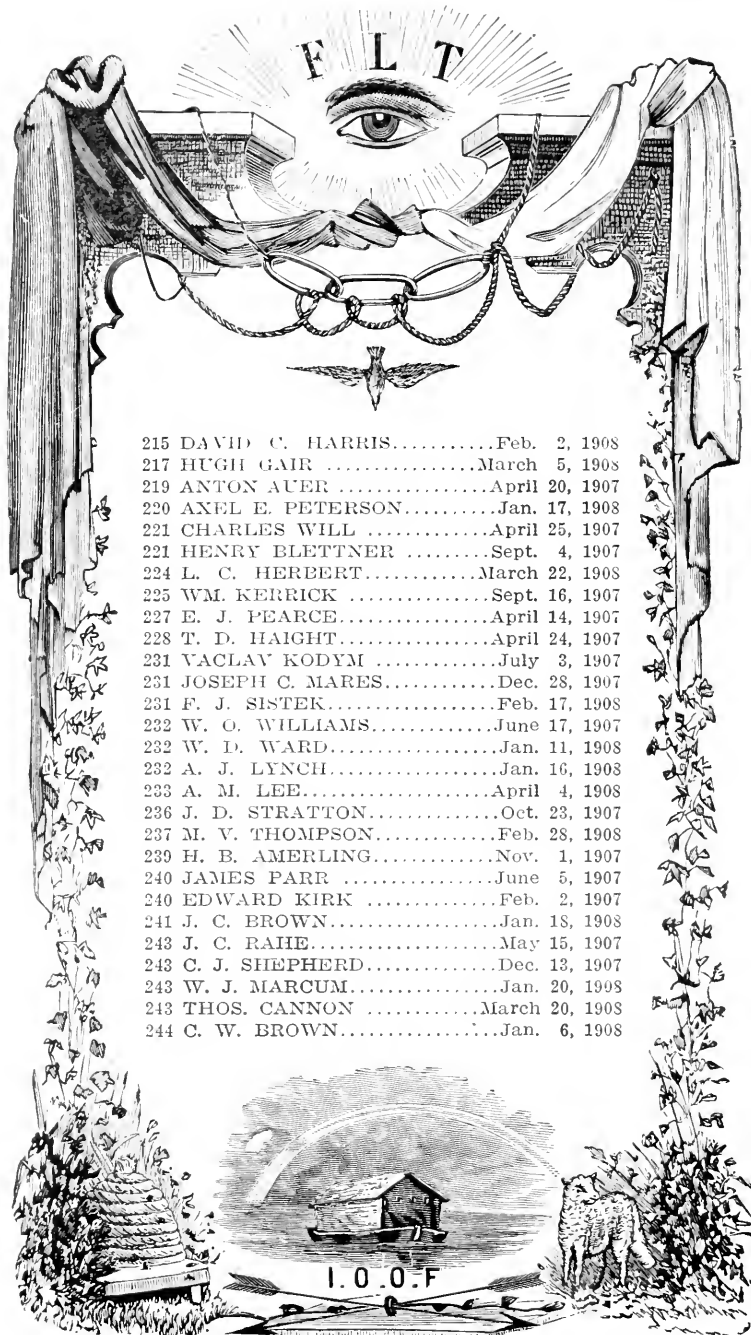 F L T
215 DAVID C. HARRIS...........Feb. 2, 1908
217 HUGH GAIR ...............March 5, 1908
219 ANTON AUER ...............April 20, 1907
220 AXEL E. PETERSON.........Jan. 17, 1908
221 CHARLES WILL .............April 25, 1907
221 HENRY BLETTNER ........Sept. 4, 1907
224 L. C. HERBERT............March 22, 1908
225 WM. KERRICK ..............Sept. 16, 1907
227 E. J. PEARCE...............April 14, 1907
228 T. D. HAIGHT...............April 24, 1907
231 VACLAV KODYM .............July 3, 1907
231 JOSEPH C. MARES...........Dec. 28, 1907
231 F. J. SISTEK................Feb. 17, 1908
232 W. O. WILLIAMS............June 17, 1907
232 W. D. WARD................Jan. 11, 1908
232 A. J. LYNCH................Jan. 16, 1908
233 A. M. LEE..................April 4, 1908
236 J. D. STRATTON.............Oct. 23, 1907
237 M. V. THOMPSON............Feb. 28, 1908
239 H. B. AMERLING............Nov. 1, 1907
240 JAMES PARR ..............June 5, 1907
240 EDWARD KIRK .............Feb. 2, 1907
241 J. C. BROWN................Jan. 18, 1908
243 J. C. RAHE.................May 15, 1907
243 C. J. SHEPHERD.............Dec. 13, 1907
243 W. J. MARCUM..............Jan. 20, 1908
243 THOS. CANNON ............March 20, 1908
244 C. W. BROWN...............Jan. 6, 1908
I.O.O.F